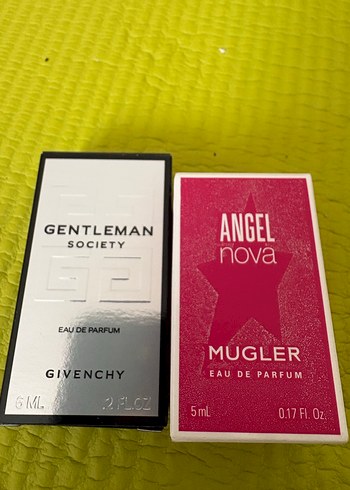 GENTLEMAN
SOCIETY
EAU DE PARFUM
GIVENCHY
6 ML .2 FL.OZ
ANGEL
nova
MUGLER
EAU DE PARFUM
5 mL 0.17 Fl. Oz.